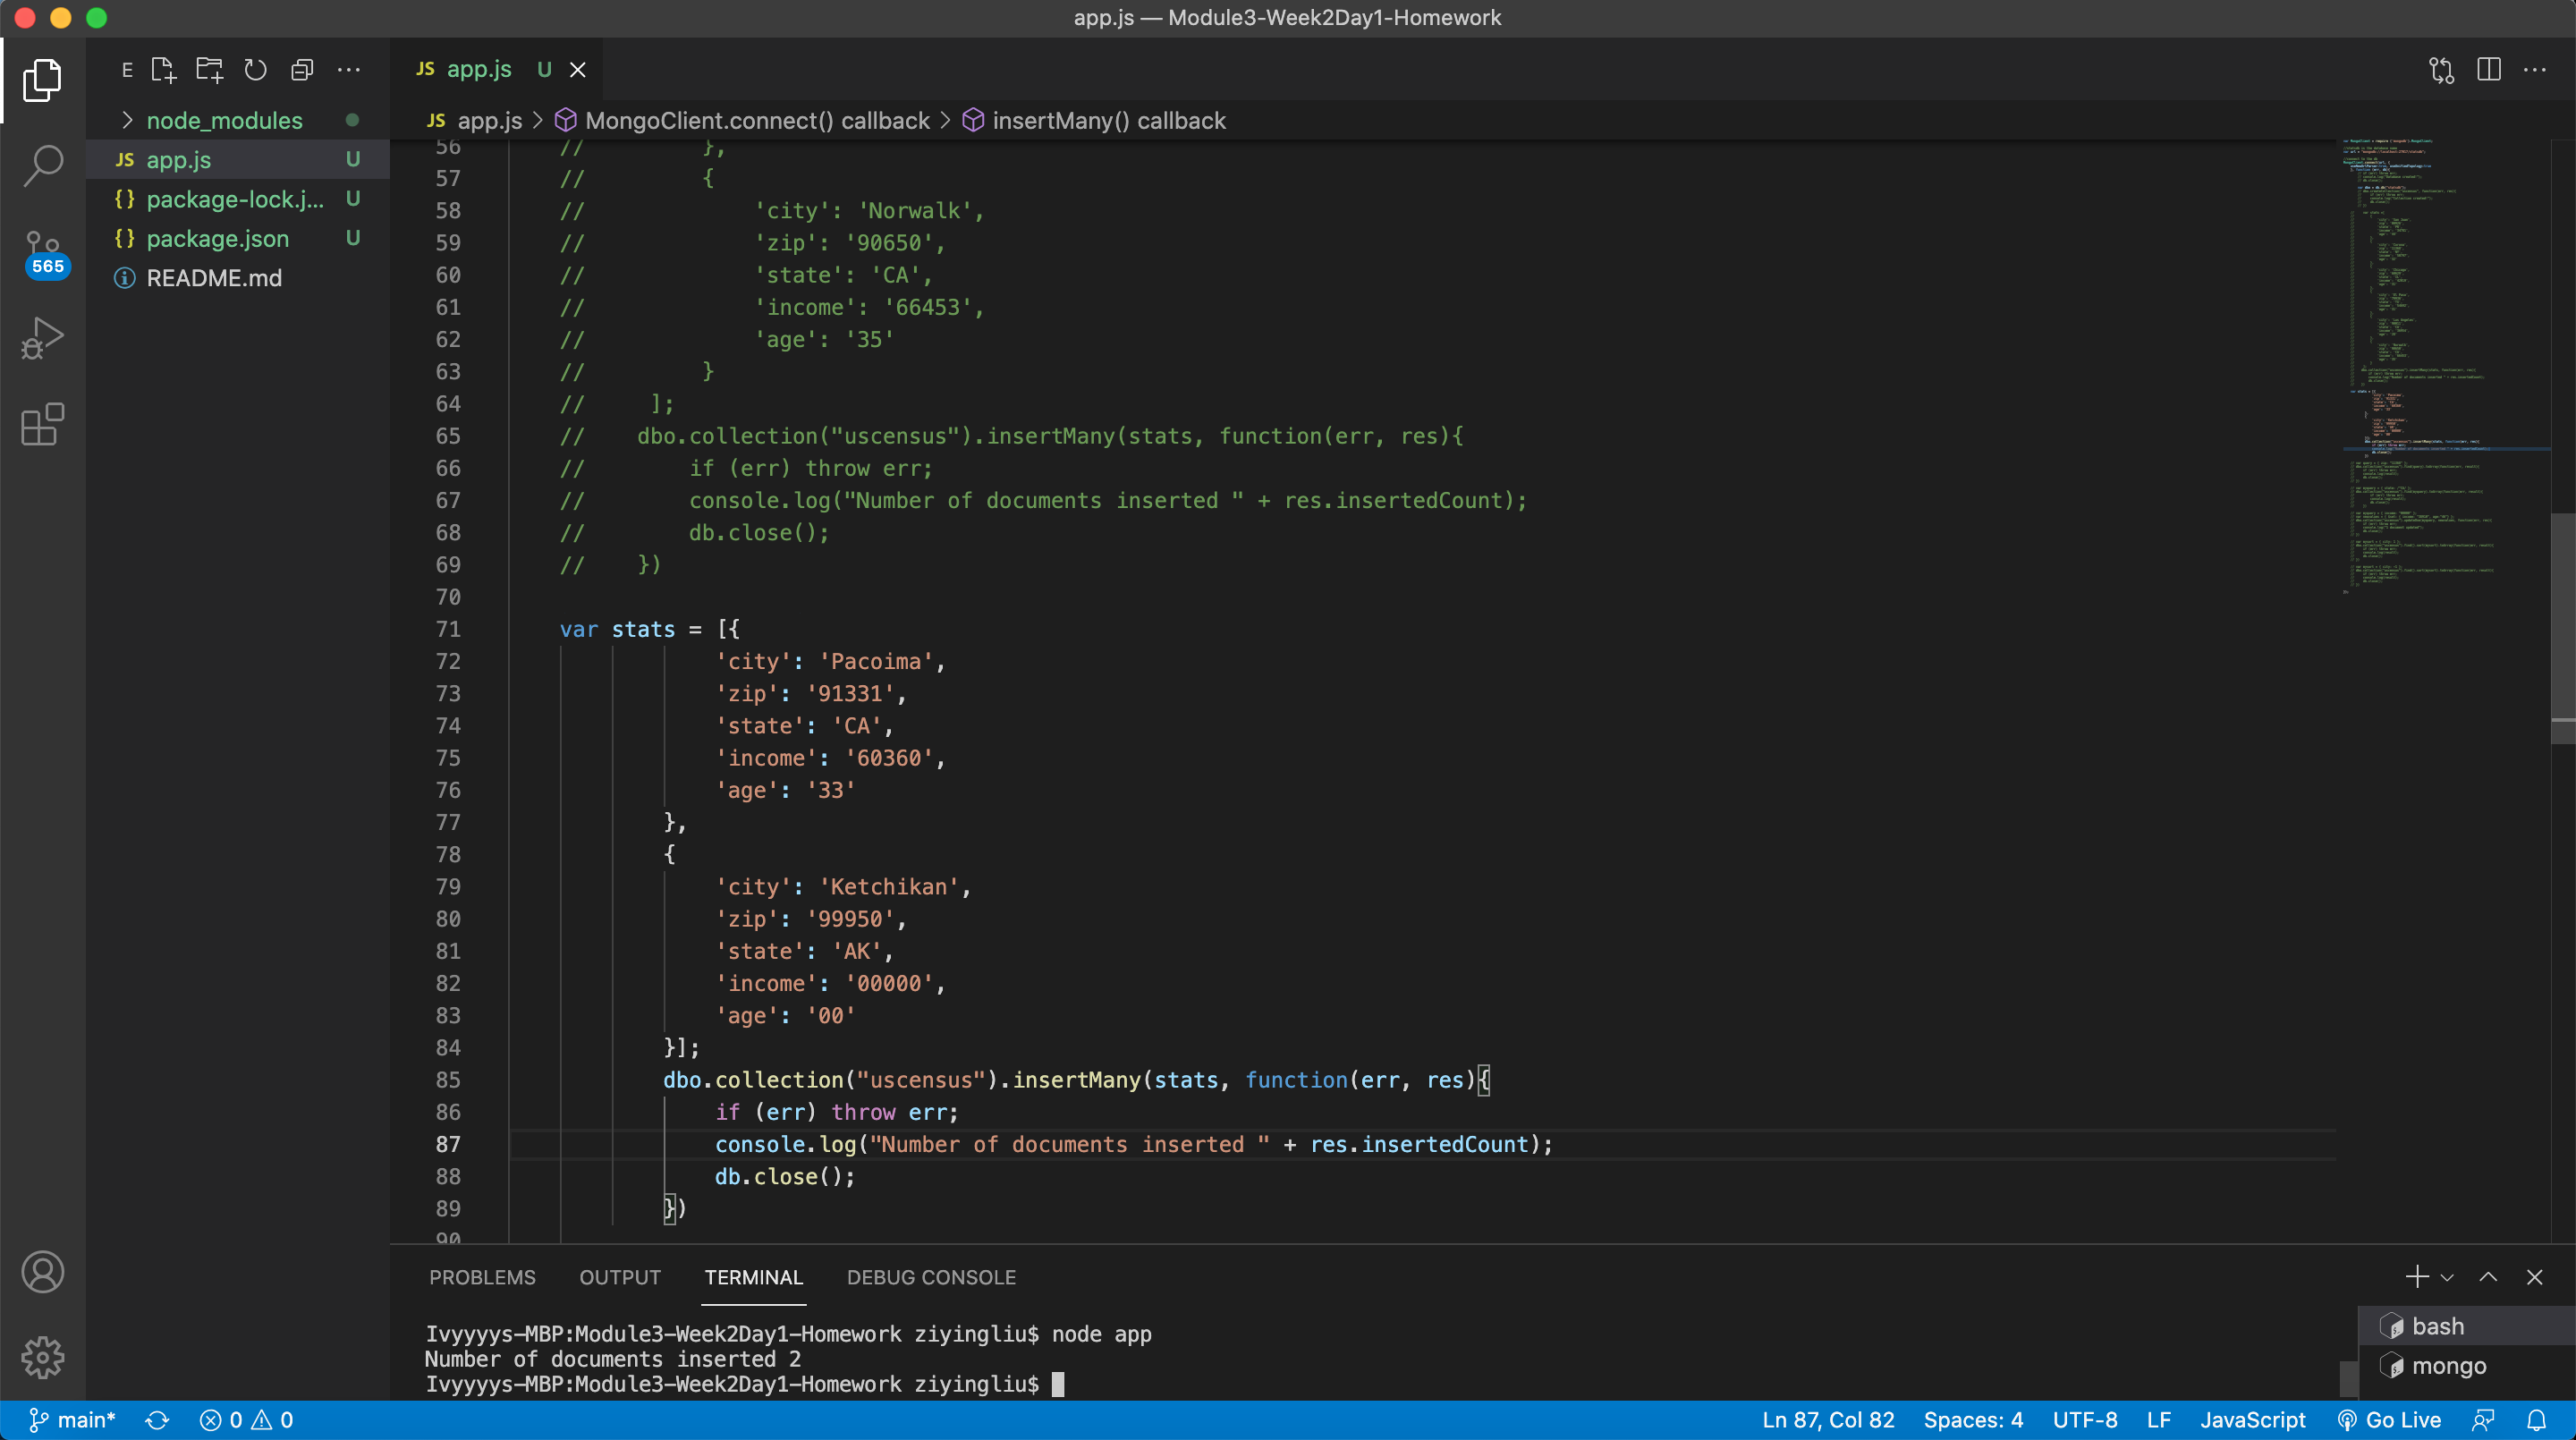 app.js — Module3-Week2Day1-Homework
E
JS app.js U
node_modules
JS app.js U
{} package-lock.j... U
{} package.json U
README.md
565
JS app.js > MongoClient.connect() callback > insertMany() callback
56 // },
57 // {
58 // 'city': 'Norwalk',
59 // 'zip': '90650',
60 // 'state': 'CA',
61 // 'income': '66453',
62 // 'age': '35'
63 // }
64 // ];
65 // dbo.collection("uscensus").insertMany(stats, function(err, res){
66 // if (err) throw err;
67 // console.log("Number of documents inserted " + res.insertedCount);
68 // db.close();
69 // })
70
71 var stats = [{
72 'city': 'Pacoima',
73 'zip': '91331',
74 'state': 'CA',
75 'income': '60360',
76 'age': '33'
77 },
78 {
79 'city': 'Ketchikan',
80 'zip': '99950',
81 'state': 'AK',
82 'income': '00000',
83 'age': '00'
84 }];
85 dbo.collection("uscensus").insertMany(stats, function(err, res){
86 if (err) throw err;
87 console.log("Number of documents inserted " + res.insertedCount);
88 db.close();
89 })
90
PROBLEMS OUTPUT TERMINAL DEBUG CONSOLE
Ivyyyys-MBP:Module3-Week2Day1-Homework ziyingliu$ node app
Number of documents inserted 2
Ivyyyys-MBP:Module3-Week2Day1-Homework ziyingliu$
bash
mongo
main* 0 0 Ln 87, Col 82 Spaces: 4 UTF-8 LF JavaScript Go Live